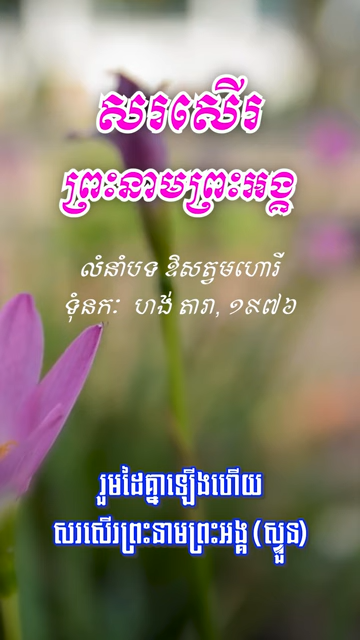 សរសើរ
ព្រះនាមព្រះអង្គ
លំនាំបទ ឱសត្វមហោរី
ទុំនុក: ហង់ តារា, ១៩៧៦
រួមដៃគ្នាឡើងហើយ
សរសើរព្រះនាមព្រះអង្គ (ស្ទួន)